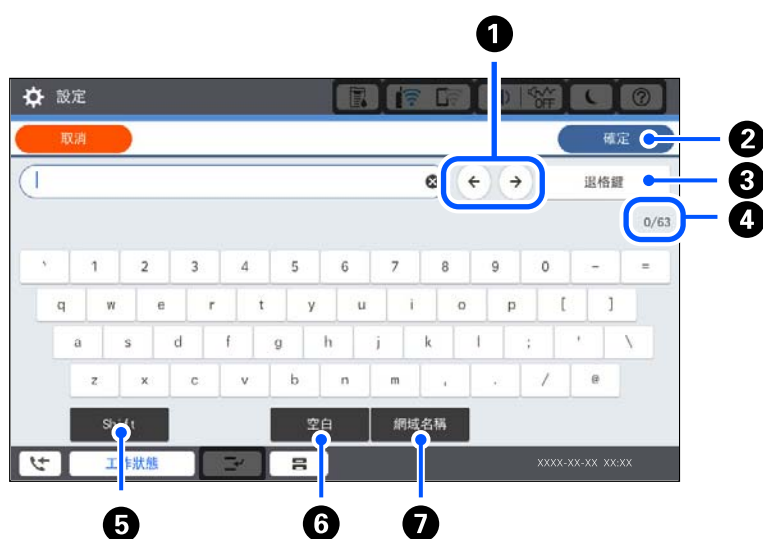 1
設定
OFF
取消
確定
2
退格鍵
3
0/63
4
` 1 2 3 4 5 6 7 8 9 0 - =
q w e r t y u i o p [ ]
a s d f g h j k l ; ' \
z x c v b n m , . / @
Shift 空白 網域名稱
工作狀態 XXXX-XX-XX XX:XX
5 6 7